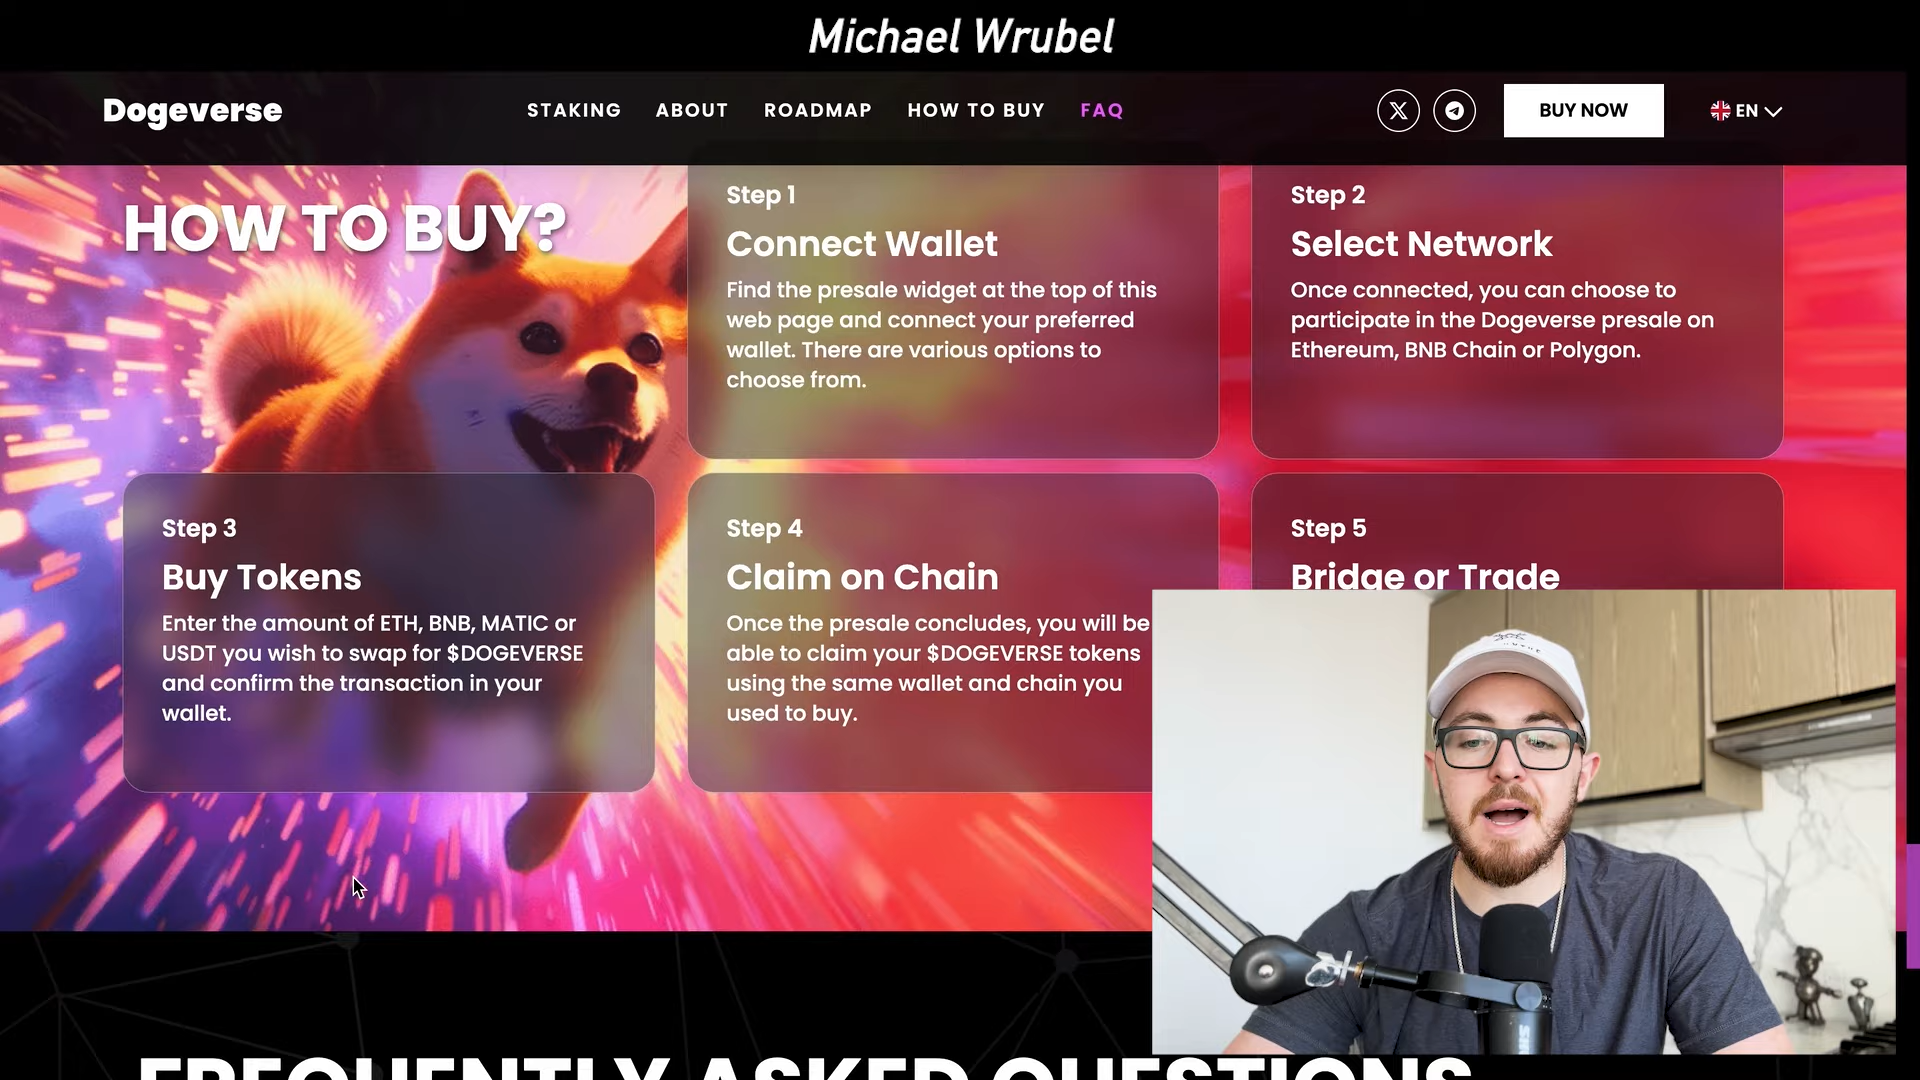 Michael Wrubel
Dogeverse
STAKING
ABOUT
ROADMAP
HOW TO BUY
FAQ
BUY NOW
EN
HOW TO BUY?
Step 1
Connect Wallet
Find the presale widget at the top of this
web page and connect your preferred
wallet. There are various options to
choose from.
Step 2
Select Network
Once connected, you can choose to
participate in the Dogeverse presale on
Ethereum, BNB Chain or Polygon.
Step 3
Buy Tokens
Enter the amount of ETH, BNB, MATIC or
USDT you wish to swap for $DOGEVERSE
and confirm the transaction in your
wallet.
Step 4
Claim on Chain
Once the presale concludes, you will be
able to claim your $DOGEVERSE tokens
using the same wallet and chain you
used to buy.
Step 5
Bridge or Trade
FREQUENTLY ASKED QUESTIONS